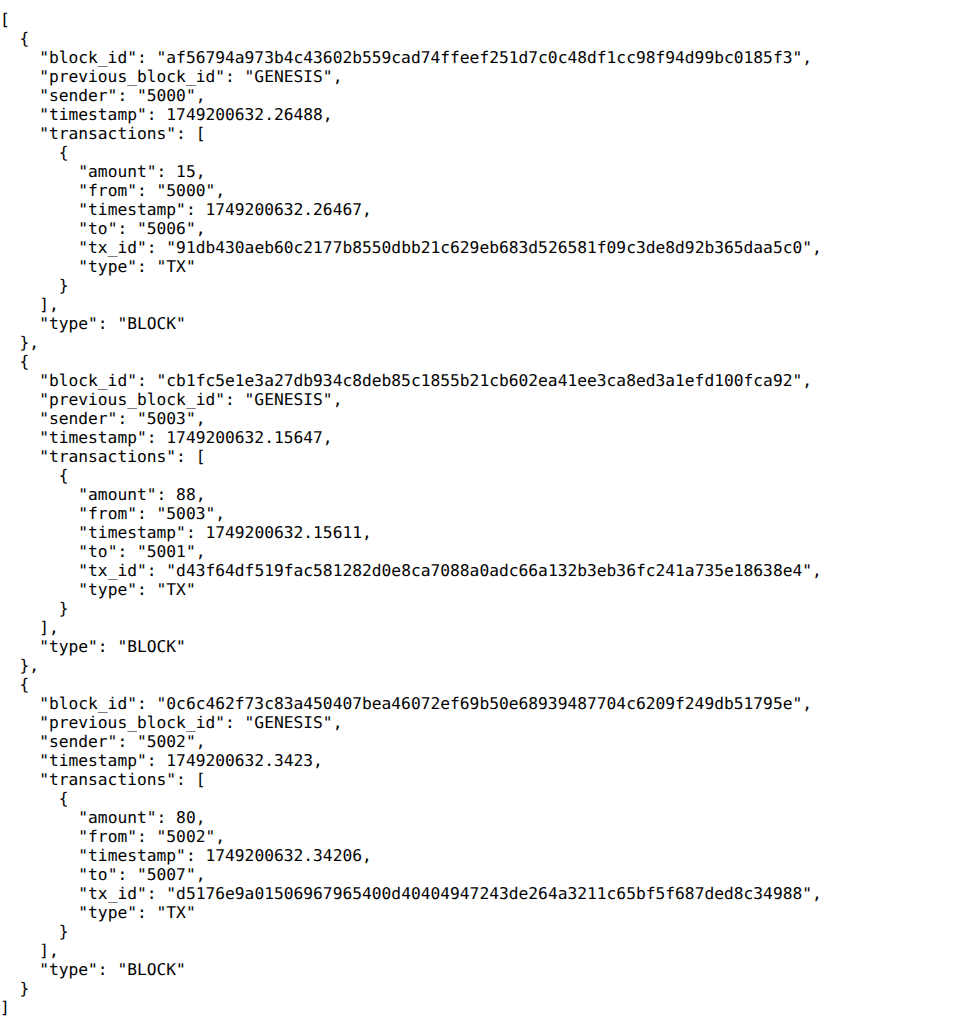 [
  {
    "block_id": "af56794a973b4c43602b559cad74ffeef251d7c0c48df1cc98f94d99bc0185f3",
    "previous_block_id": "GENESIS",
    "sender": "5000",
    "timestamp": 1749200632.26488,
    "transactions": [
      {
        "amount": 15,
        "from": "5000",
        "timestamp": 1749200632.26467,
        "to": "5006",
        "tx_id": "91db430aeb60c2177b8550dbb21c629eb683d526581f09c3de8d92b365daa5c0",
        "type": "TX"
      }
    ],
    "type": "BLOCK"
  },
  {
    "block_id": "cb1fc5e1e3a27db934c8deb85c1855b21cb602ea41ee3ca8ed3a1efd100fca92",
    "previous_block_id": "GENESIS",
    "sender": "5003",
    "timestamp": 1749200632.15647,
    "transactions": [
      {
        "amount": 88,
        "from": "5003",
        "timestamp": 1749200632.15611,
        "to": "5001",
        "tx_id": "d43f64df519fac581282d0e8ca7088a0adc66a132b3eb36fc241a735e18638e4",
        "type": "TX"
      }
    ],
    "type": "BLOCK"
  },
  {
    "block_id": "0c6c462f73c83a450407bea46072ef69b50e68939487704c6209f249db51795e",
    "previous_block_id": "GENESIS",
    "sender": "5002",
    "timestamp": 1749200632.3423,
    "transactions": [
      {
        "amount": 80,
        "from": "5002",
        "timestamp": 1749200632.34206,
        "to": "5007",
        "tx_id": "d5176e9a01506967965400d40404947243de264a3211c65bf5f687ded8c34988",
        "type": "TX"
      }
    ],
    "type": "BLOCK"
  }
]